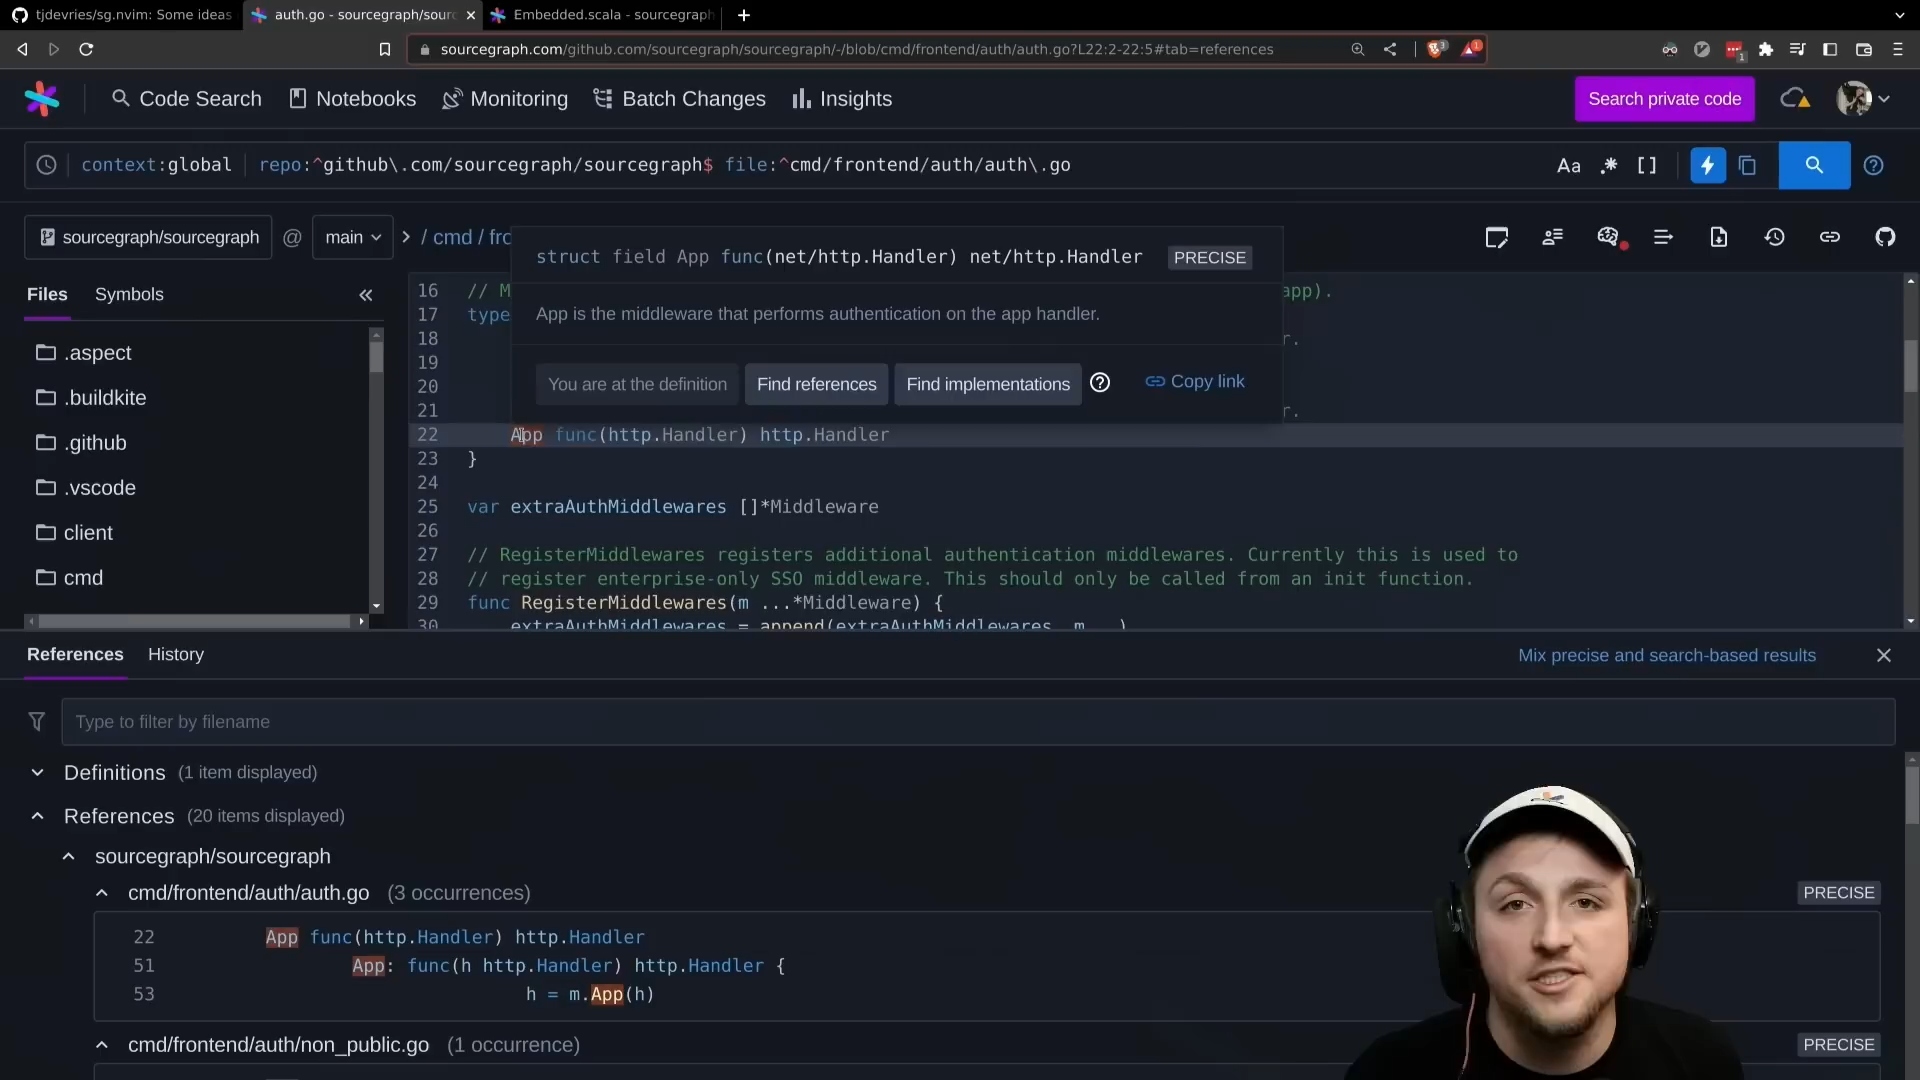 tjdevries/sg.nvim: Some ideas
auth.go - sourcegraph/sourc
Embedded.scala - sourcegraph
sourcegraph.com/github.com/sourcegraph/sourcegraph/-/blob/cmd/frontend/auth/auth.go?L22:2-22:5#tab=references
3
1
1
Code Search
Notebooks
Monitoring
Batch Changes
Insights
Search private code
context:global
repo:^github\.com/sourcegraph/sourcegraph$ file:^cmd/frontend/auth/auth\.go
Aa
sourcegraph/sourcegraph
@
main
/ cmd / fro
struct field App func(net/http.Handler) net/http.Handler
PRECISE
App is the middleware that performs authentication on the app handler.
You are at the definition
Find references
Find implementations
Copy link
Files
Symbols
.aspect
.buildkite
.github
.vscode
client
cmd
16 // M app).
17 type
18 r.
19
20
21 r.
22 App func(http.Handler) http.Handler
23 }
24
25 var extraAuthMiddlewares []*Middleware
26
27 // RegisterMiddlewares registers additional authentication middlewares. Currently this is used to
28 // register enterprise-only SSO middleware. This should only be called from an init function.
29 func RegisterMiddlewares(m ...*Middleware) {
30 extraAuthMiddlewares = append(extraAuthMiddlewares, m...)
References
History
Mix precise and search-based results
Type to filter by filename
Definitions (1 item displayed)
References (20 items displayed)
sourcegraph/sourcegraph
cmd/frontend/auth/auth.go (3 occurrences)
PRECISE
22 App func(http.Handler) http.Handler
51 App: func(h http.Handler) http.Handler {
53 h = m.App(h)
cmd/frontend/auth/non_public.go (1 occurrence)
PRECISE